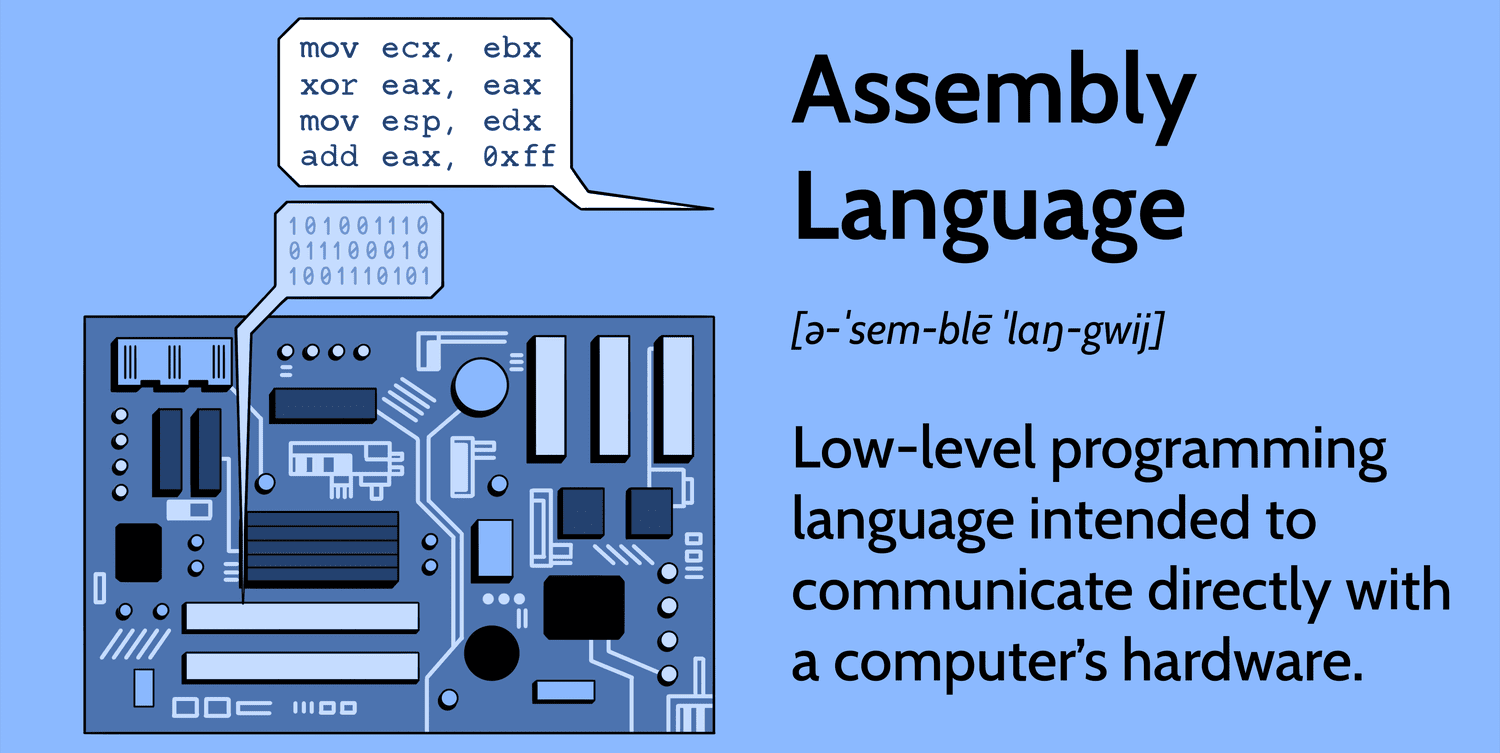 mov ecx, ebx
xor eax, eax
mov esp, edx
add eax, 0xff
101001110
011100010
1001110101
Assembly
Language
[ə-ˈsem-blē ˈlaŋ-gwij]
Low-level programming
language intended to
communicate directly with
a computer’s hardware.